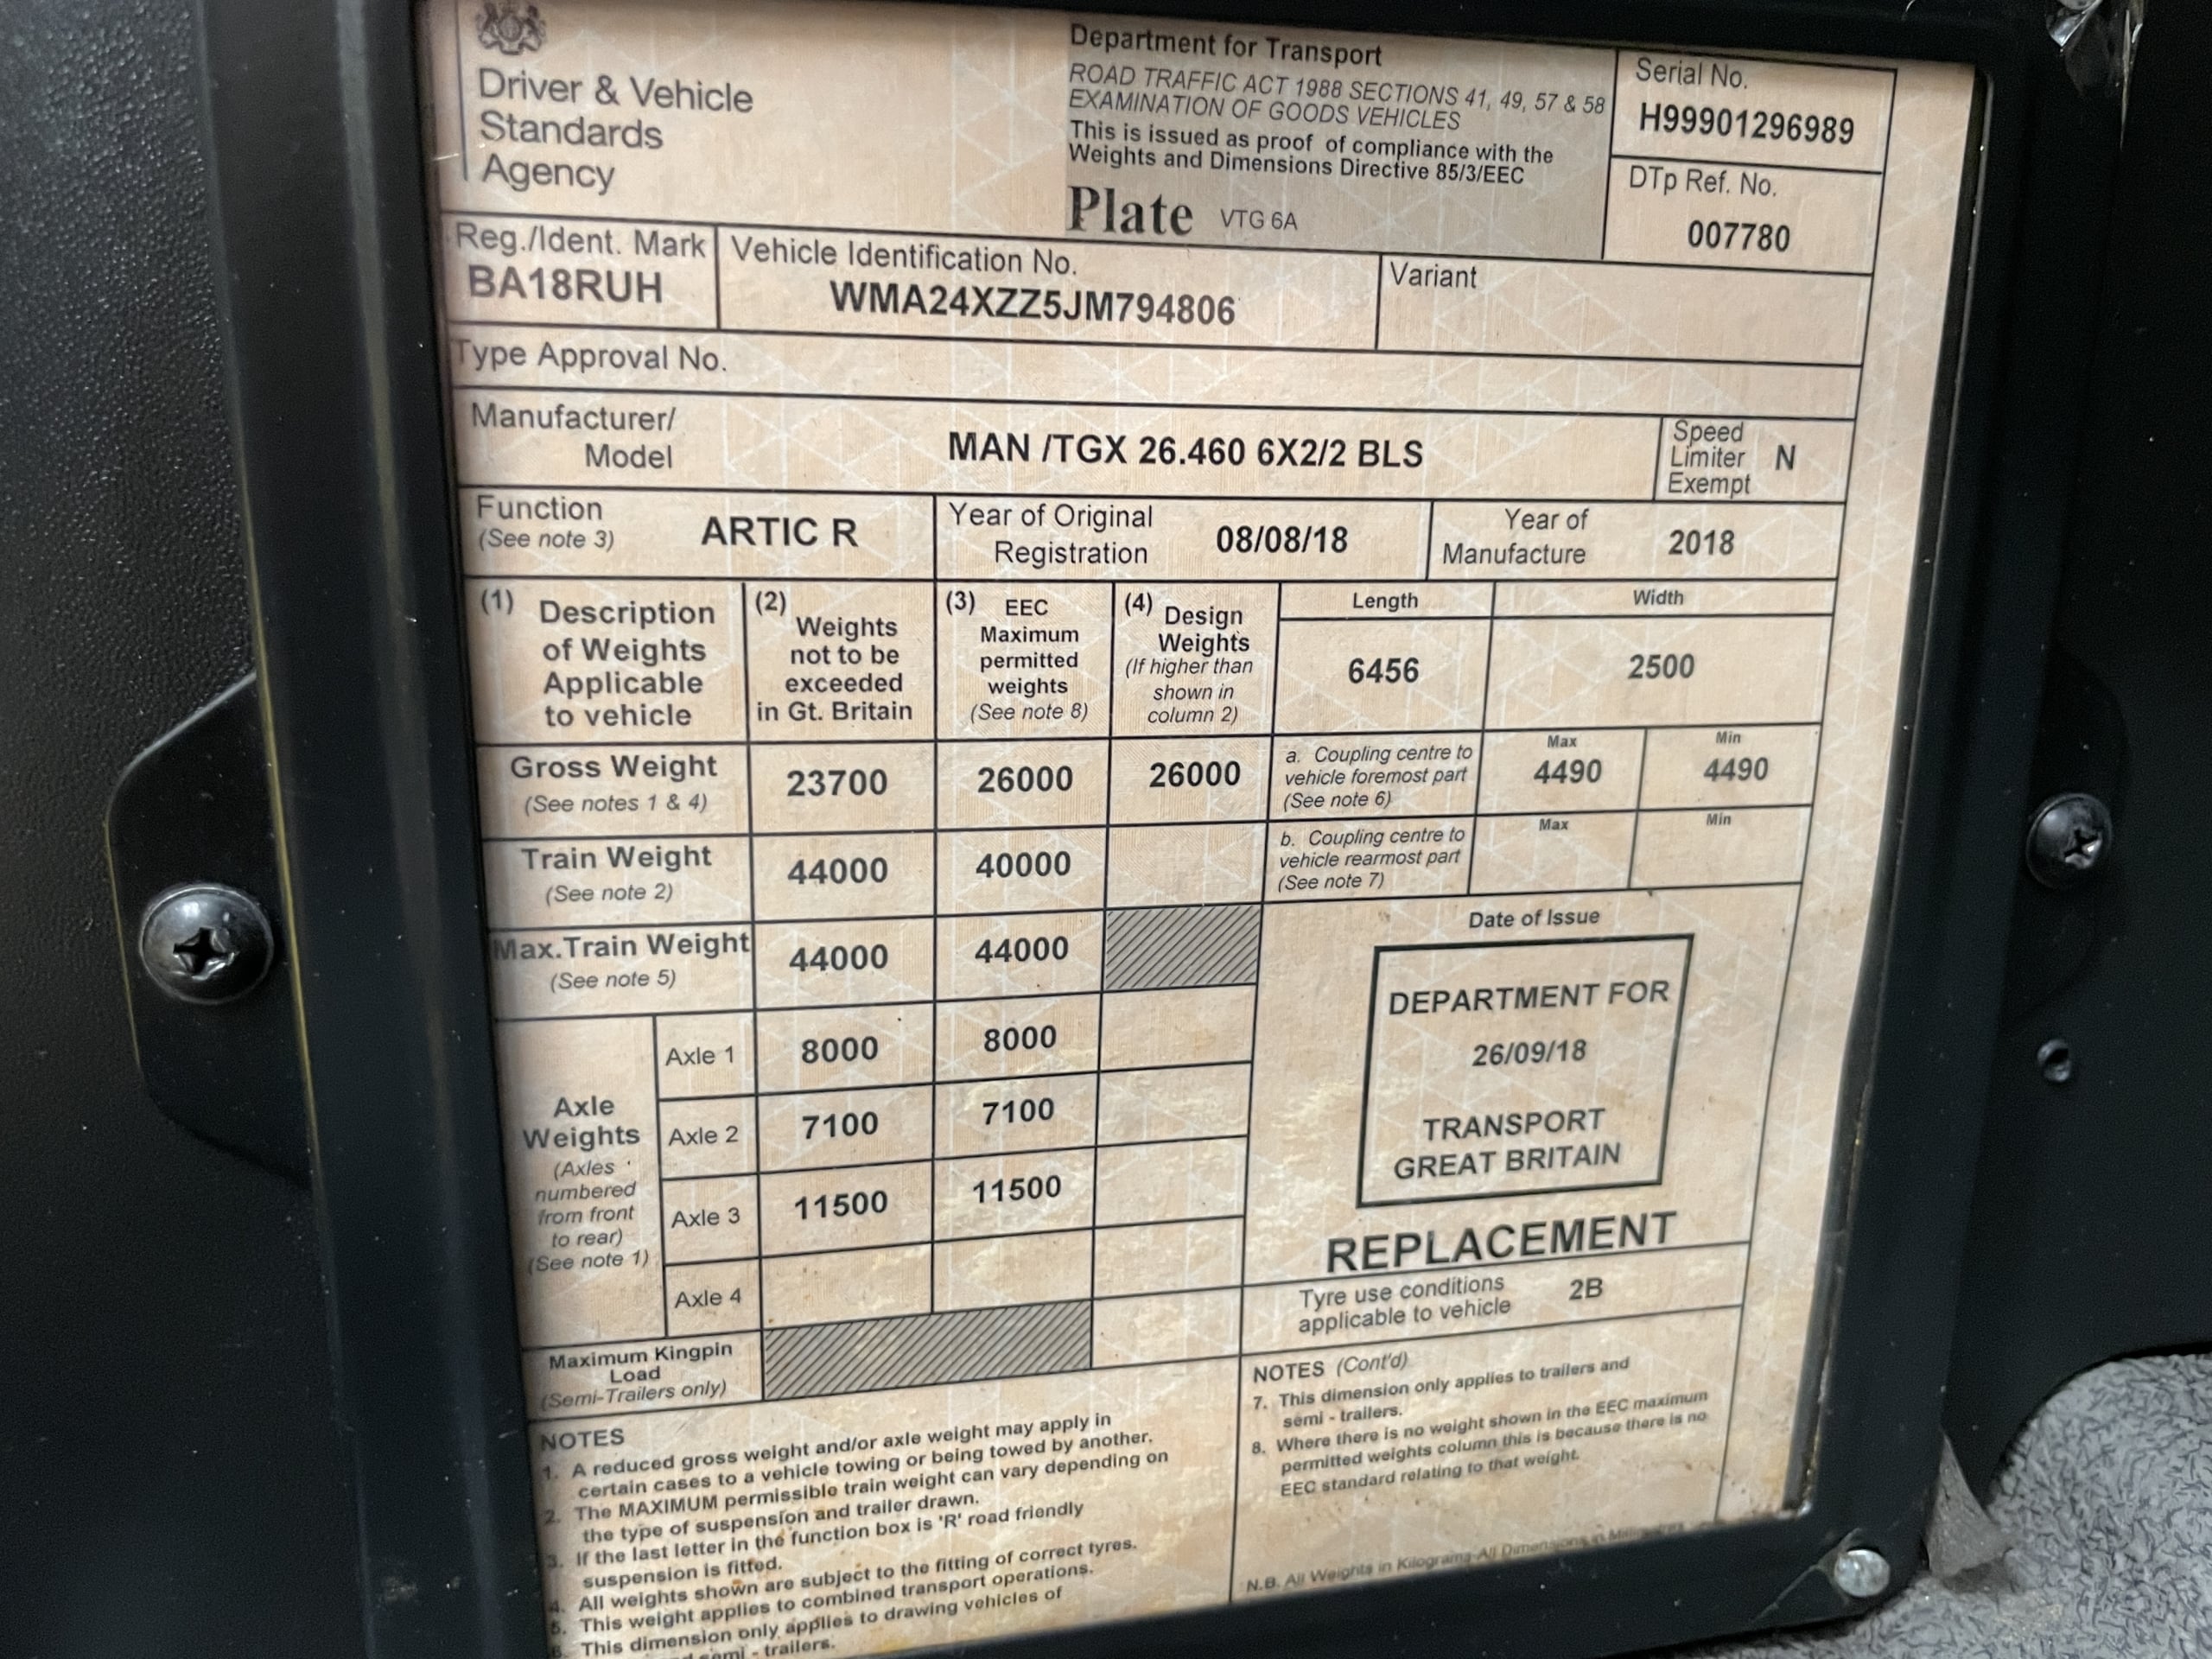 Driver & Vehicle
Standards
Agency
Department for Transport
ROAD TRAFFIC ACT 1988 SECTIONS 41, 49, 57 & 58
EXAMINATION OF GOODS VEHICLES
This is issued as proof of compliance with the
Weights and Dimensions Directive 85/3/EEC
Plate VTG 6A
Serial No.
H99901296989
DTp Ref. No.
007780
Reg./Ident. Mark
BA18RUH
Vehicle Identification No.
WMA24XZZ5JM794806
Variant
Type Approval No.
Manufacturer/
Model
MAN /TGX 26.460 6X2/2 BLS
Speed
Limiter N
Exempt
Function
(See note 3)
ARTIC R
Year of Original
Registration
08/08/18
Year of
Manufacture
2018
(1) Description
of Weights
Applicable
to vehicle
(2) Weights
not to be
exceeded
in Gt. Britain
(3) EEC
Maximum
permitted
weights
(See note 8)
(4) Design
Weights
(If higher than
shown in
column 2)
Length
6456
Width
2500
Gross Weight
(See notes 1 & 4)
23700 26000 26000
a. Coupling centre to
vehicle foremost part
(See note 6)
Max
4490
Min
4490
Train Weight
(See note 2)
44000 40000
b. Coupling centre to
vehicle rearmost part
(See note 7)
Max
Min
Max.Train Weight
(See note 5)
44000 44000
Axle
Weights
(Axles
numbered
from front
to rear)
(See note 1)
Axle 1 8000 8000
Axle 2 7100 7100
Axle 3 11500 11500
Axle 4
Maximum Kingpin
Load
(Semi-Trailers only)
Date of Issue
DEPARTMENT FOR
26/09/18
TRANSPORT
GREAT BRITAIN
REPLACEMENT
Tyre use conditions
applicable to vehicle
2B
NOTES
1. A reduced gross weight and/or axle weight may apply in
certain cases to a vehicle towing or being towed by another.
2. The MAXIMUM permissible train weight can vary depending on
the type of suspension and trailer drawn.
3. If the last letter in the function box is 'R' road friendly
suspension is fitted.
4. All weights shown are subject to the fitting of correct tyres.
5. This weight applies to combined transport operations.
6. This dimension only applies to drawing vehicles of
semi - trailers.
NOTES (Cont'd)
7. This dimension only applies to trailers and
semi - trailers.
8. Where there is no weight shown in the EEC maximum
permitted weights column this is because there is no
EEC standard relating to that weight.
N.B. All Weights in Kilograms-All Dimensions in Millimetres